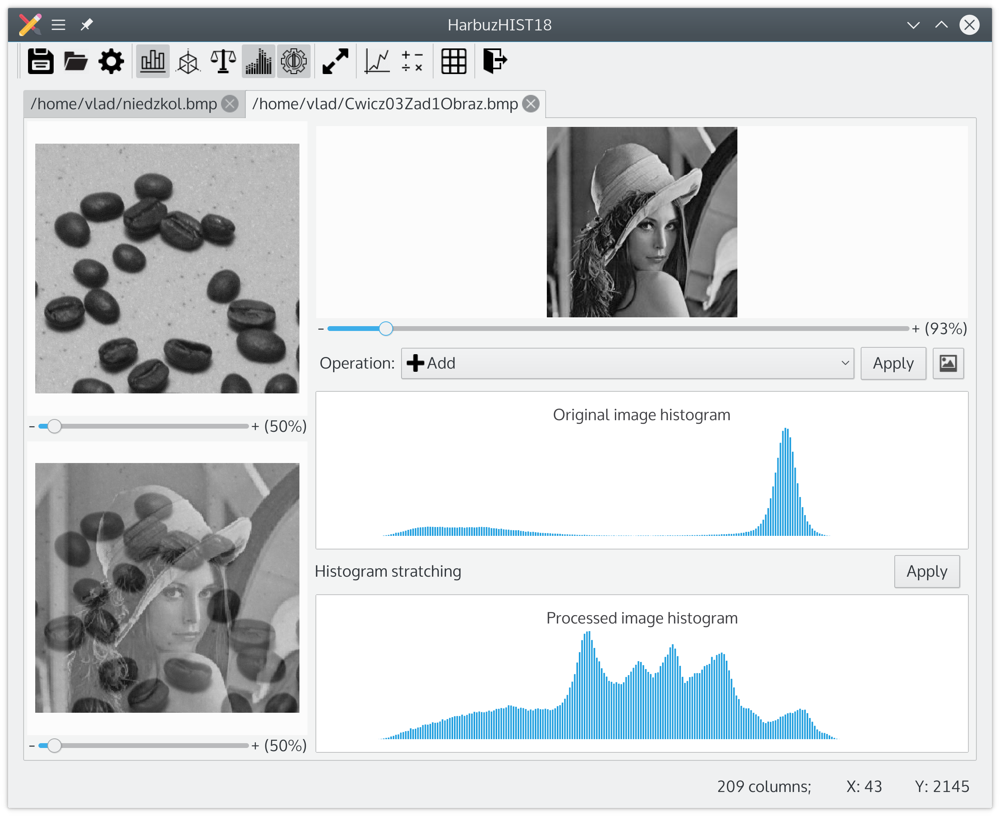 HarbuzHIST18
/home/vlad/niedzkol.bmp
/home/vlad/Cwicz03Zad1Obraz.bmp
- + (93%)
Operation: Add Apply
Original image histogram
- + (50%)
Histogram stratching Apply
Processed image histogram
- + (50%)
209 columns; X: 43 Y: 2145